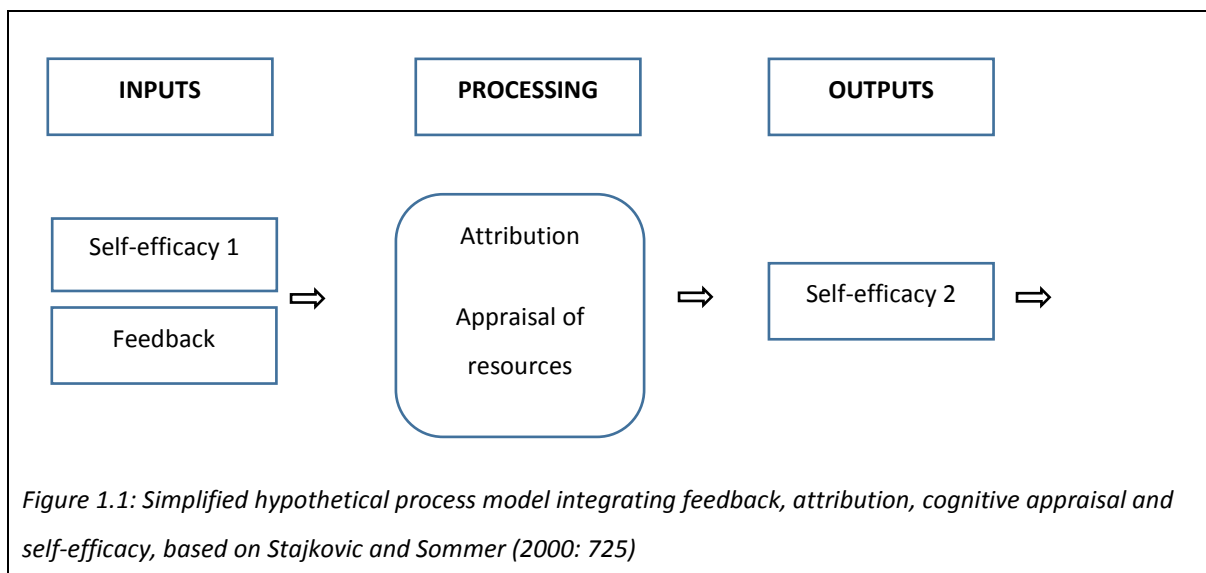 INPUTS PROCESSING OUTPUTS
Self-efficacy 1
Feedback
Attribution
Appraisal of
resources
Self-efficacy 2
Figure 1.1: Simplified hypothetical process model integrating feedback, attribution, cognitive appraisal and
self-efficacy, based on Stajkovic and Sommer (2000: 725)